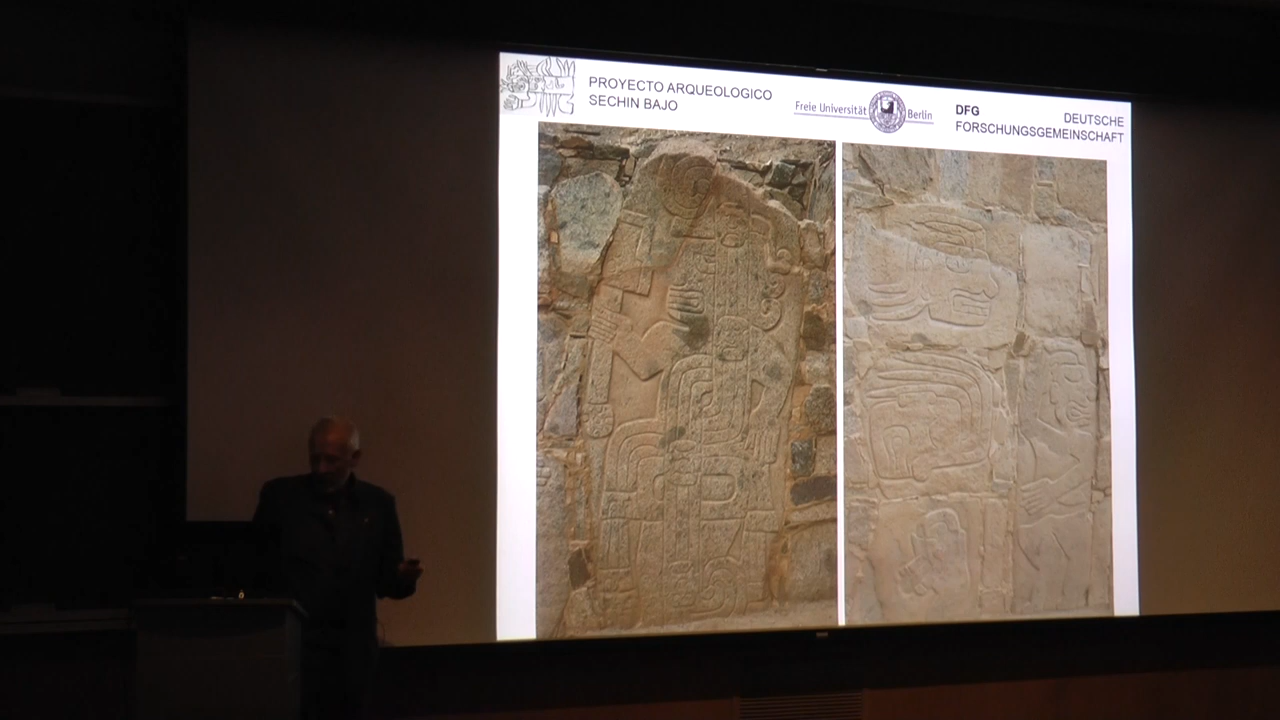 PROYECTO ARQUEOLOGICO
SECHIN BAJO
Freie Universität Berlin
DFG DEUTSCHE
FORSCHUNGSGEMEINSCHAFT